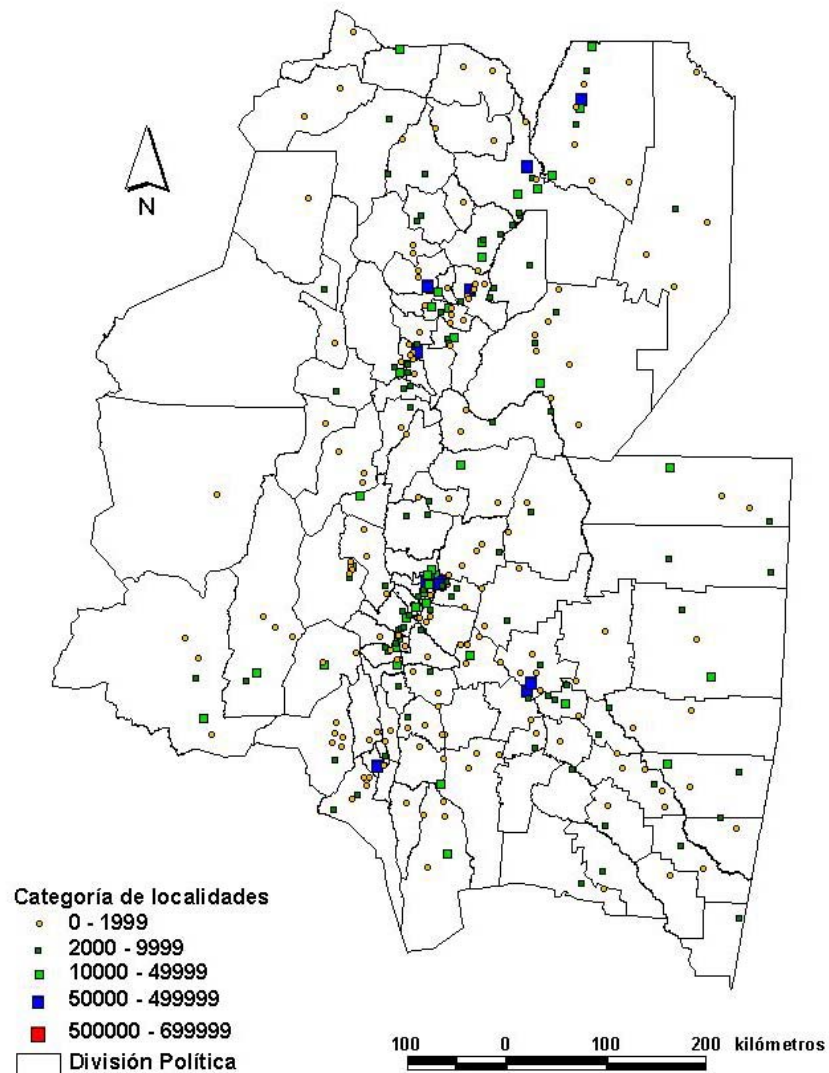 N
Categoría de localidades
0 - 1999
2000 - 9999
10000 - 49999
50000 - 499999
500000 - 699999
División Política
100 0 100 200 kilómetros